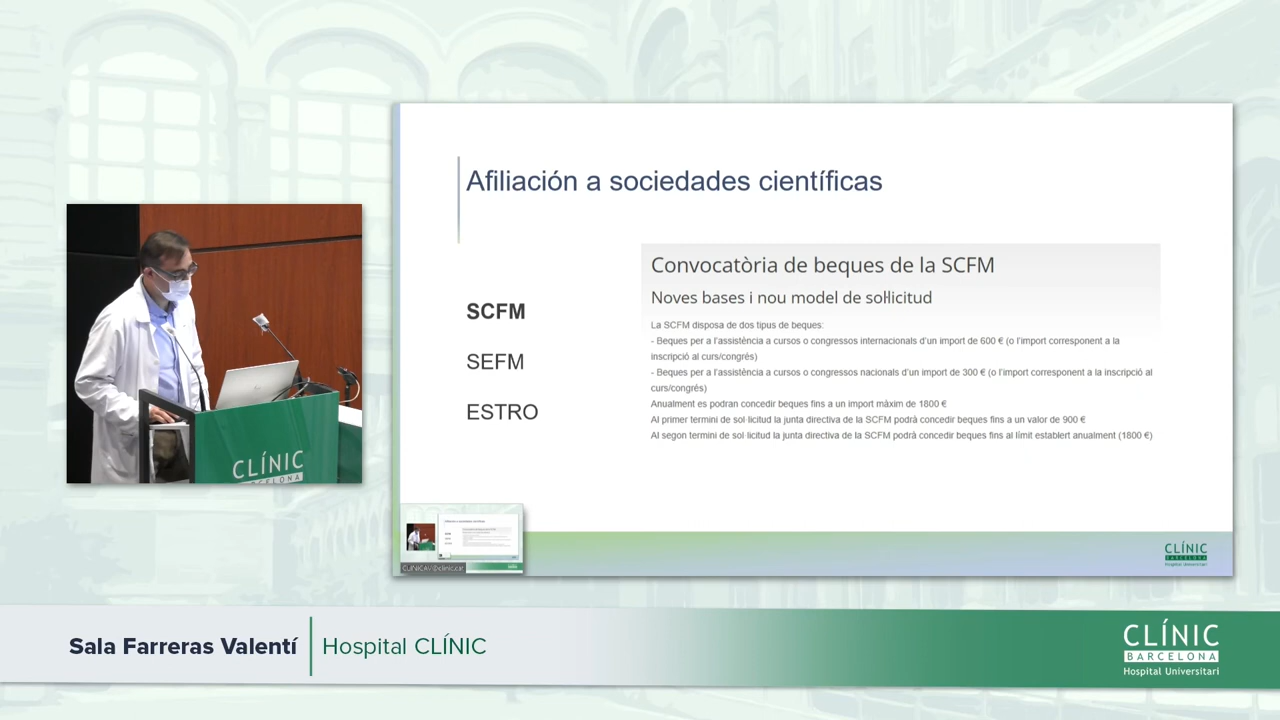 Afiliación a sociedades científicas
SCFM
SEFM
ESTRO
Convocatòria de beques de la SCFM
Noves bases i nou model de sol·licitud
La SCFM disposa de dos tipus de beques:
- Beques per a l'assistència a cursos o congressos internacionals d'un import de 600 € (o l'import corresponent a la
inscripció al curs/congrés)
- Beques per a l'assistència a cursos o congressos nacionals d'un import de 300 € (o l'import corresponent a la inscripció al
curs/congrés)
Anualment es podran concedir beques fins a un import màxim de 1800 €
Al primer termini de sol·licitud la junta directiva de la SCFM podrà concedir beques fins a un valor de 900 €
Al segon termini de sol·licitud la junta directiva de la SCFM podrà concedir beques fins al límit establert anualment (1800 €)
CLÍNIC
BARCELONA
CLÍNIC
BARCELONA
Hospital Universitari
Sala Farreras Valentí
Hospital CLÍNIC
CLÍNIC
BARCELONA
Hospital Universitari